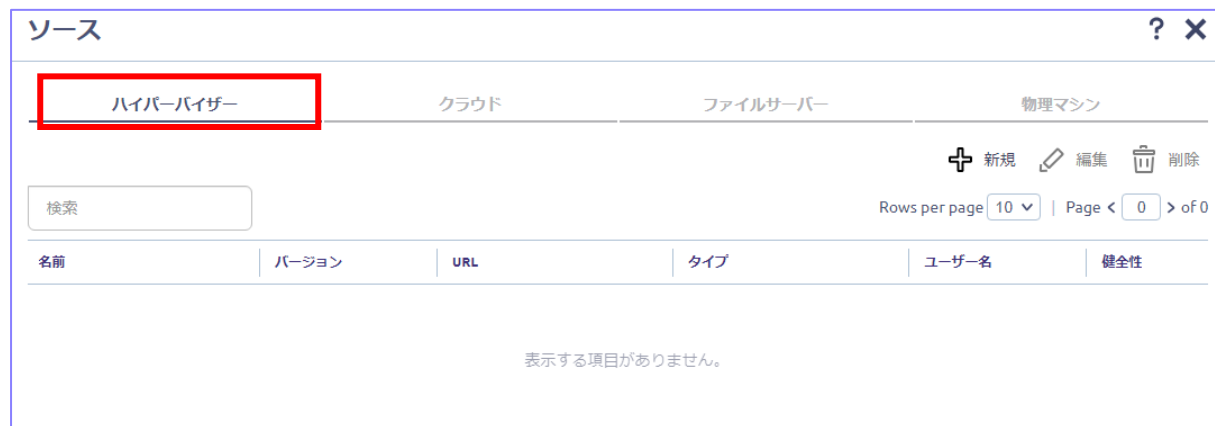 ソース ?
ハイパーバイザー クラウド ファイルサーバー 物理マシン
新規 編集 削除
検索 Rows per page 10 | Page < 0 > of 0
名前 バージョン URL タイプ ユーザー名 健全性
表示する項目がありません。